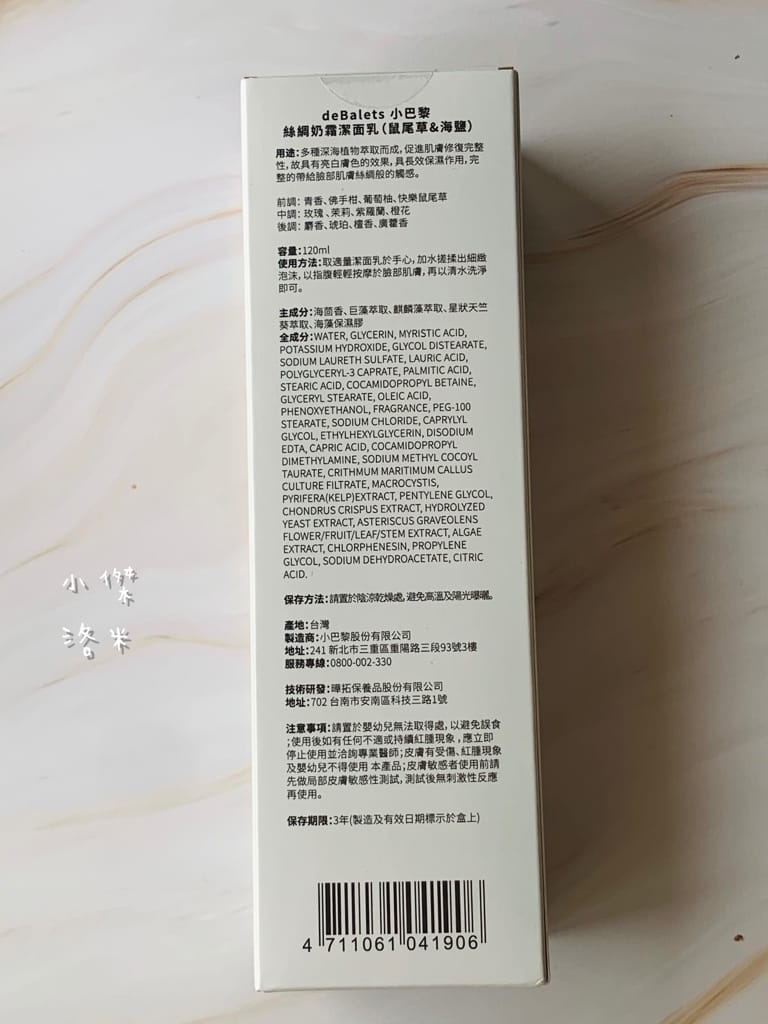 deBalets 小巴黎
絲綢奶霜潔面乳(鼠尾草&海鹽)
用途:多種深海植物萃取而成,促進肌膚修復完整
性,故具有亮白膚色的效果,具長效保濕作用,完
整的帶給臉部肌膚絲綢般的觸感。
前調: 青香、佛手柑、葡萄柚、快樂鼠尾草
中調: 玫瑰、茉莉、紫羅蘭、橙花
後調: 麝香、琥珀、檀香、廣藿香
容量:120ml
使用方法:取適量潔面乳於手心,加水搓揉出細緻
泡沫,以指腹輕輕按摩於臉部肌膚,再以清水洗淨
即可。
主成分:海茴香、巨藻萃取、麒麟藻萃取、星狀天竺
葵萃取、海藻保濕膠
全成分:WATER, GLYCERIN, MYRISTIC ACID,
POTASSIUM HYDROXIDE, GLYCOL DISTEARATE,
SODIUM LAURETH SULFATE, LAURIC ACID,
POLYGLYCERYL-3 CAPRATE, PALMITIC ACID,
STEARIC ACID, COCAMIDOPROPYL BETAINE,
GLYCERYL STEARATE, OLEIC ACID,
PHENOXYETHANOL, FRAGRANCE, PEG-100
STEARATE, SODIUM CHLORIDE, CAPRYLYL
GLYCOL, ETHYLHEXYLGLYCERIN, DISODIUM
EDTA, CAPRIC ACID, COCAMIDOPROPYL
DIMETHYLAMINE, SODIUM METHYL COCOYL
TAURATE, CRITHMUM MARITIMUM CALLUS
CULTURE FILTRATE, MACROCYSTIS,
PYRIFERA(KELP)EXTRACT, PENTYLENE GLYCOL,
CHONDRUS CRISPUS EXTRACT, HYDROLYZED
YEAST EXTRACT, ASTERISCUS GRAVEOLENS
FLOWER/FRUIT/LEAF/STEM EXTRACT, ALGAE
EXTRACT, CHLORPHENESIN, PROPYLENE
GLYCOL, SODIUM DEHYDROACETATE, CITRIC
ACID.
保存方法:請置於陰涼乾燥處,避免高溫及陽光曝曬。
產地:台灣
製造商:小巴黎股份有限公司
地址:241 新北市三重區重陽路三段93號3樓
服務專線:0800-002-330
技術研發:曄拓保養品股份有限公司
地址:702 台南市安南區科技三路1號
注意事項:請置於嬰幼兒無法取得處,以避免誤食
;使用後如有任何不適或持續紅腫現象,應立即
停止使用並洽詢專業醫師;皮膚有受傷、紅腫現象
及嬰幼兒不得使用 本產品;皮膚敏感者使用前請
先做局部皮膚敏感性測試,測試後無刺激性反應
再使用。
保存期限:3年(製造及有效日期標示於盒上)
4 711061 041906
小傑
洛米